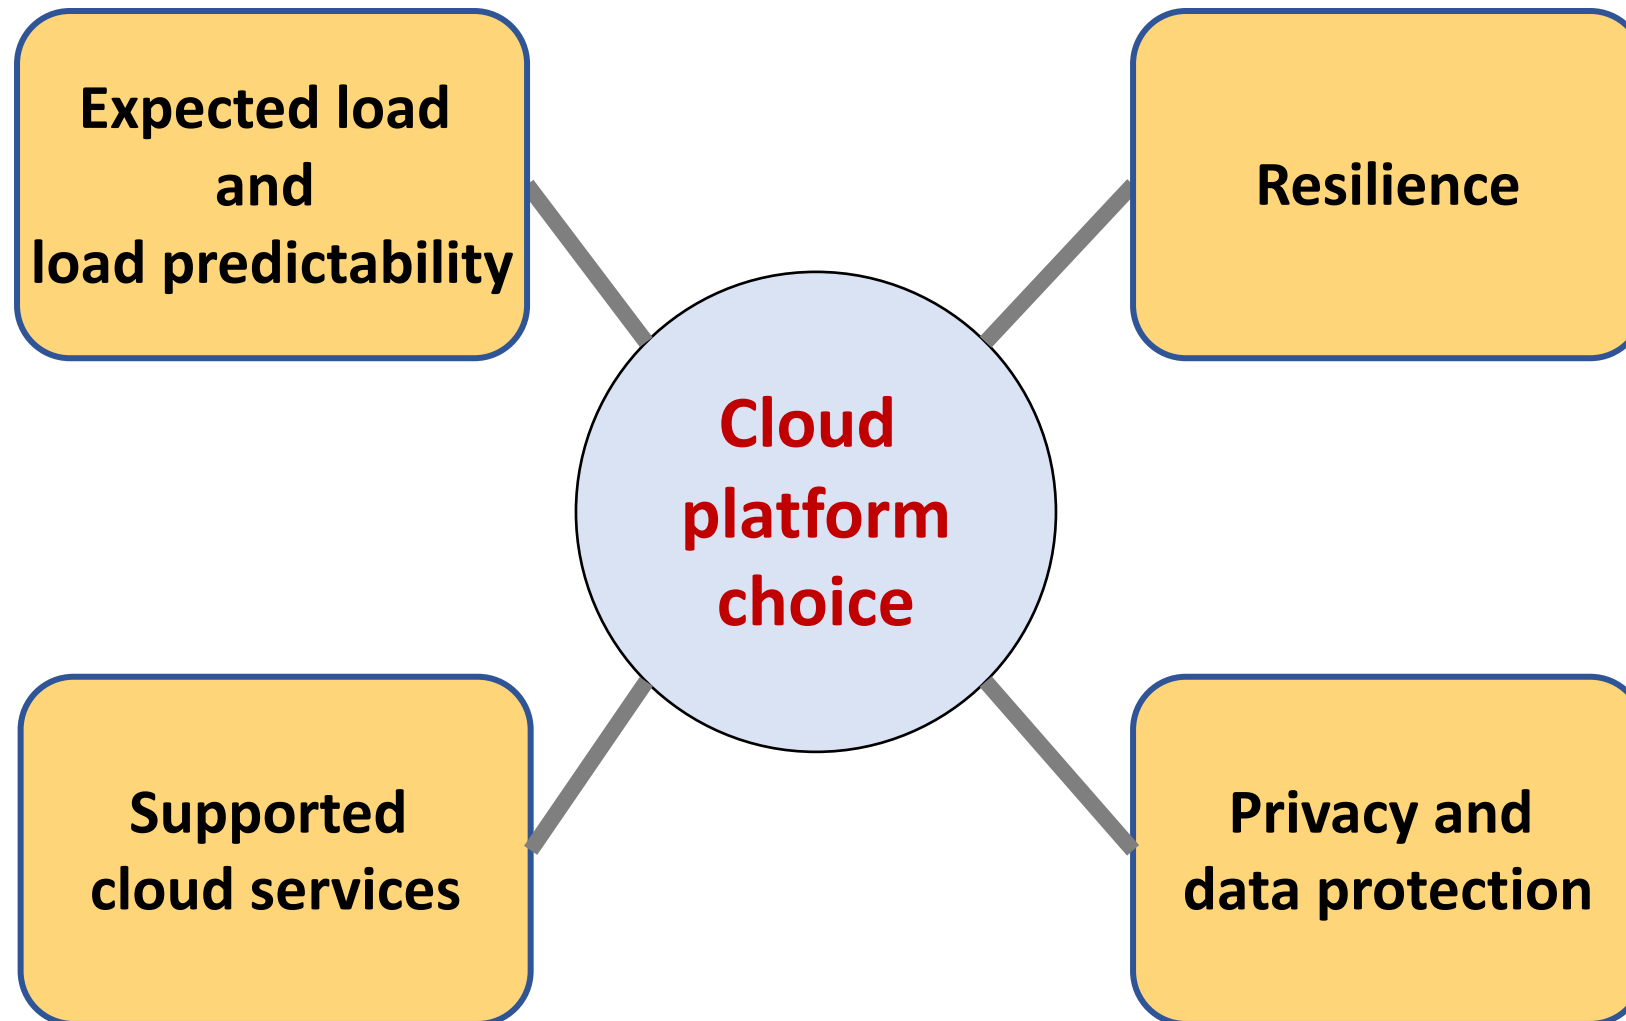 Expected load
and
load predictability
Resilience
Cloud
platform
choice
Supported
cloud services
Privacy and
data protection